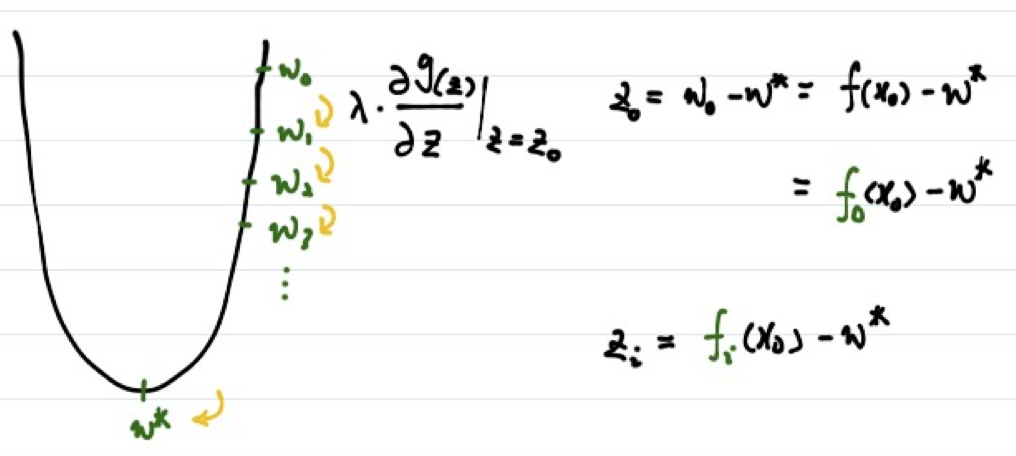 w₀
w₁
w₂
w₃
⋮
w*
λ · ∂g(z)/∂z |z=z₀
z₀ = w₀ - w* = f(x₀) - w*
= f₀(x₀) - w*
zᵢ = fᵢ(x₀) - w*